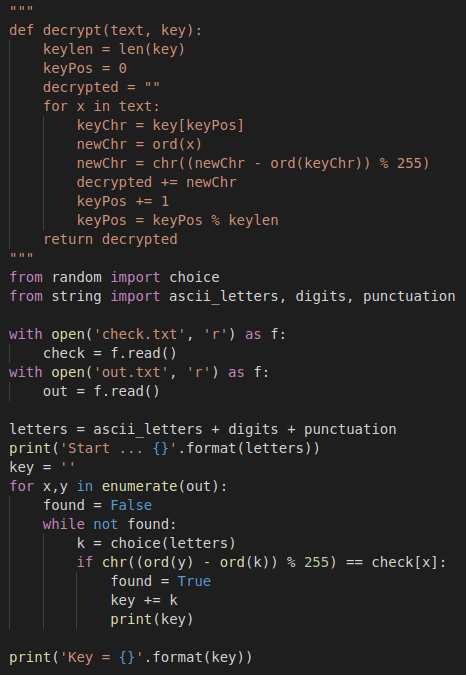 """
def decrypt(text, key):
    keylen = len(key)
    keyPos = 0
    decrypted = ""
    for x in text:
        keyChr = key[keyPos]
        newChr = ord(x)
        newChr = chr((newChr - ord(keyChr)) % 255)
        decrypted += newChr
        keyPos += 1
        keyPos = keyPos % keylen
    return decrypted
"""
from random import choice
from string import ascii_letters, digits, punctuation

with open('check.txt', 'r') as f:
    check = f.read()
with open('out.txt', 'r') as f:
    out = f.read()

letters = ascii_letters + digits + punctuation
print('Start ... {}'.format(letters))
key = ''
for x,y in enumerate(out):
    found = False
    while not found:
        k = choice(letters)
        if chr((ord(y) - ord(k)) % 255) == check[x]:
            found = True
            key += k
            print(key)

print('Key = {}'.format(key))